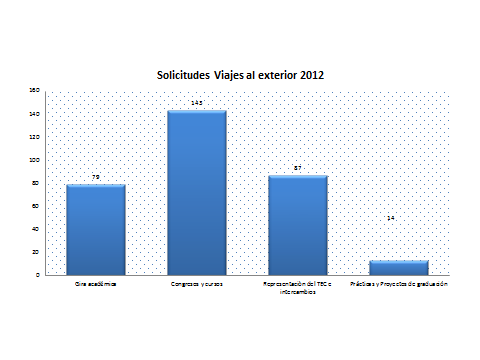 Solicitudes Viajes al exterior 2012
160
140
120
100
80
60
40
20
0
79
143
87
14
Gira académica
Congresos y cursos
Representación del TEC e
intercambios
Prácticas y Proyectos de graduación